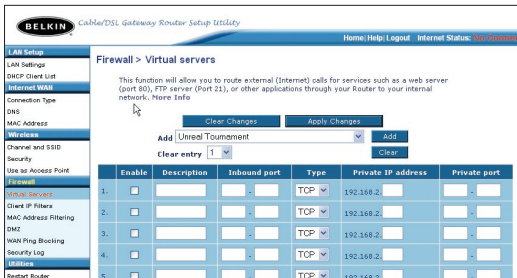 BELKIN
Cable/DSL Gateway Router Setup Utility
Home|Help|Logout Internet Status:
LAN Setup
LAN Settings
DHCP Client List
Internet WAN
Connection Type
DNS
MAC Address
Wireless
Channel and SSID
Security
Use as Access Point
Firewall
Virtual Servers
Client IP Filters
MAC Address Filtering
DMZ
WAN Ping Blocking
Security Log
Utilities
Restart Router
Firewall > Virtual servers
This function will allow you to route external (Internet) calls for services such as a web server
(port 80), FTP server (Port 21), or other applications through your Router to your internal
network. More Info
Clear Changes Apply Changes
Add Unreal Tournament Add
Clear entry 1 Clear
Enable Description Inbound port Type Private IP address Private port
1. - TCP 192.168.2. -
2. - TCP 192.168.2. -
3. - TCP 192.168.2. -
4. - TCP 192.168.2. -
5. - TCP 192.168.2. -